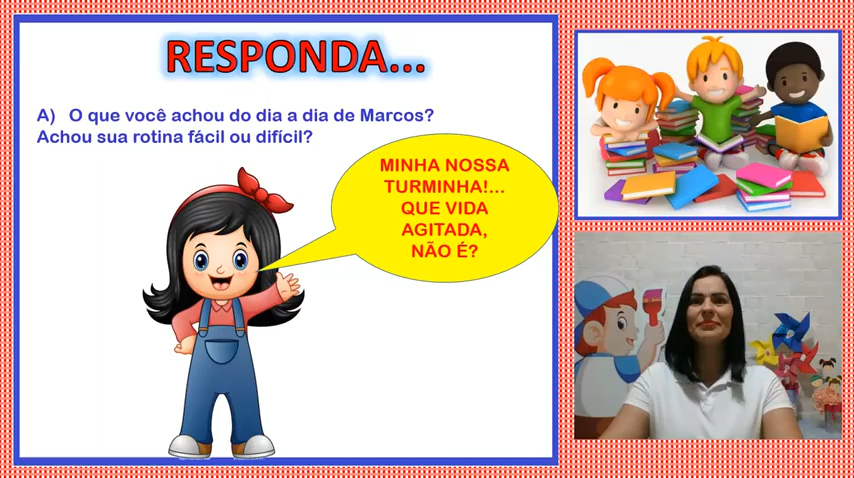 RESPONDA...
A) O que você achou do dia a dia de Marcos?
Achou sua rotina fácil ou difícil?
MINHA NOSSA
TURMINHA!...
QUE VIDA
AGITADA,
NÃO É?